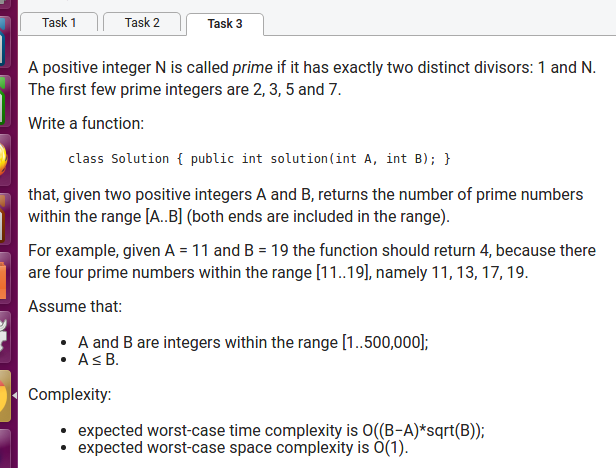 Task 1 Task 2 Task 3
A positive integer N is called prime if it has exactly two distinct divisors: 1 and N.
The first few prime integers are 2, 3, 5 and 7.
Write a function:
class Solution { public int solution(int A, int B); }
that, given two positive integers A and B, returns the number of prime numbers
within the range [A..B] (both ends are included in the range).
For example, given A = 11 and B = 19 the function should return 4, because there
are four prime numbers within the range [11..19], namely 11, 13, 17, 19.
Assume that:
• A and B are integers within the range [1..500,000];
• A ≤ B.
Complexity:
• expected worst-case time complexity is O((B−A)*sqrt(B));
• expected worst-case space complexity is O(1).